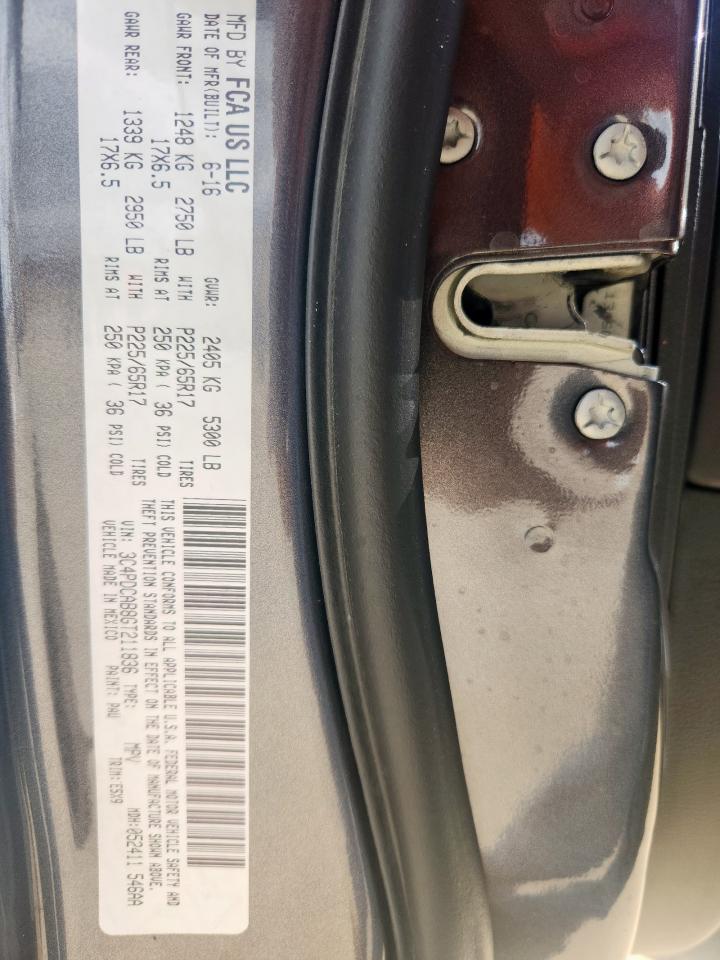 MFD BY FCA US LLC
DATE OF MFR(BUILT): 6-16 GVWR: 2405 KG 5300 LB
GAWR FRONT: 1248 KG 2750 LB WITH P225/65R17 TIRES
17X6.5 RIMS AT 250 KPA ( 36 PSI) COLD
GAWR REAR: 1339 KG 2950 LB WITH P225/65R17 TIRES
17X6.5 RIMS AT 250 KPA ( 36 PSI) COLD
THIS VEHICLE CONFORMS TO ALL APPLICABLE U.S.A. FEDERAL MOTOR VEHICLE SAFETY AND
THEFT PREVENTION STANDARDS IN EFFECT ON THE DATE OF MANUFACTURE SHOWN ABOVE.
VIN: 3C4PDCAB8GT211836 TYPE: MPV MDH:052411 546AA
VEHICLE MADE IN MEXICO PAINT: PAU TRIM:E5X9